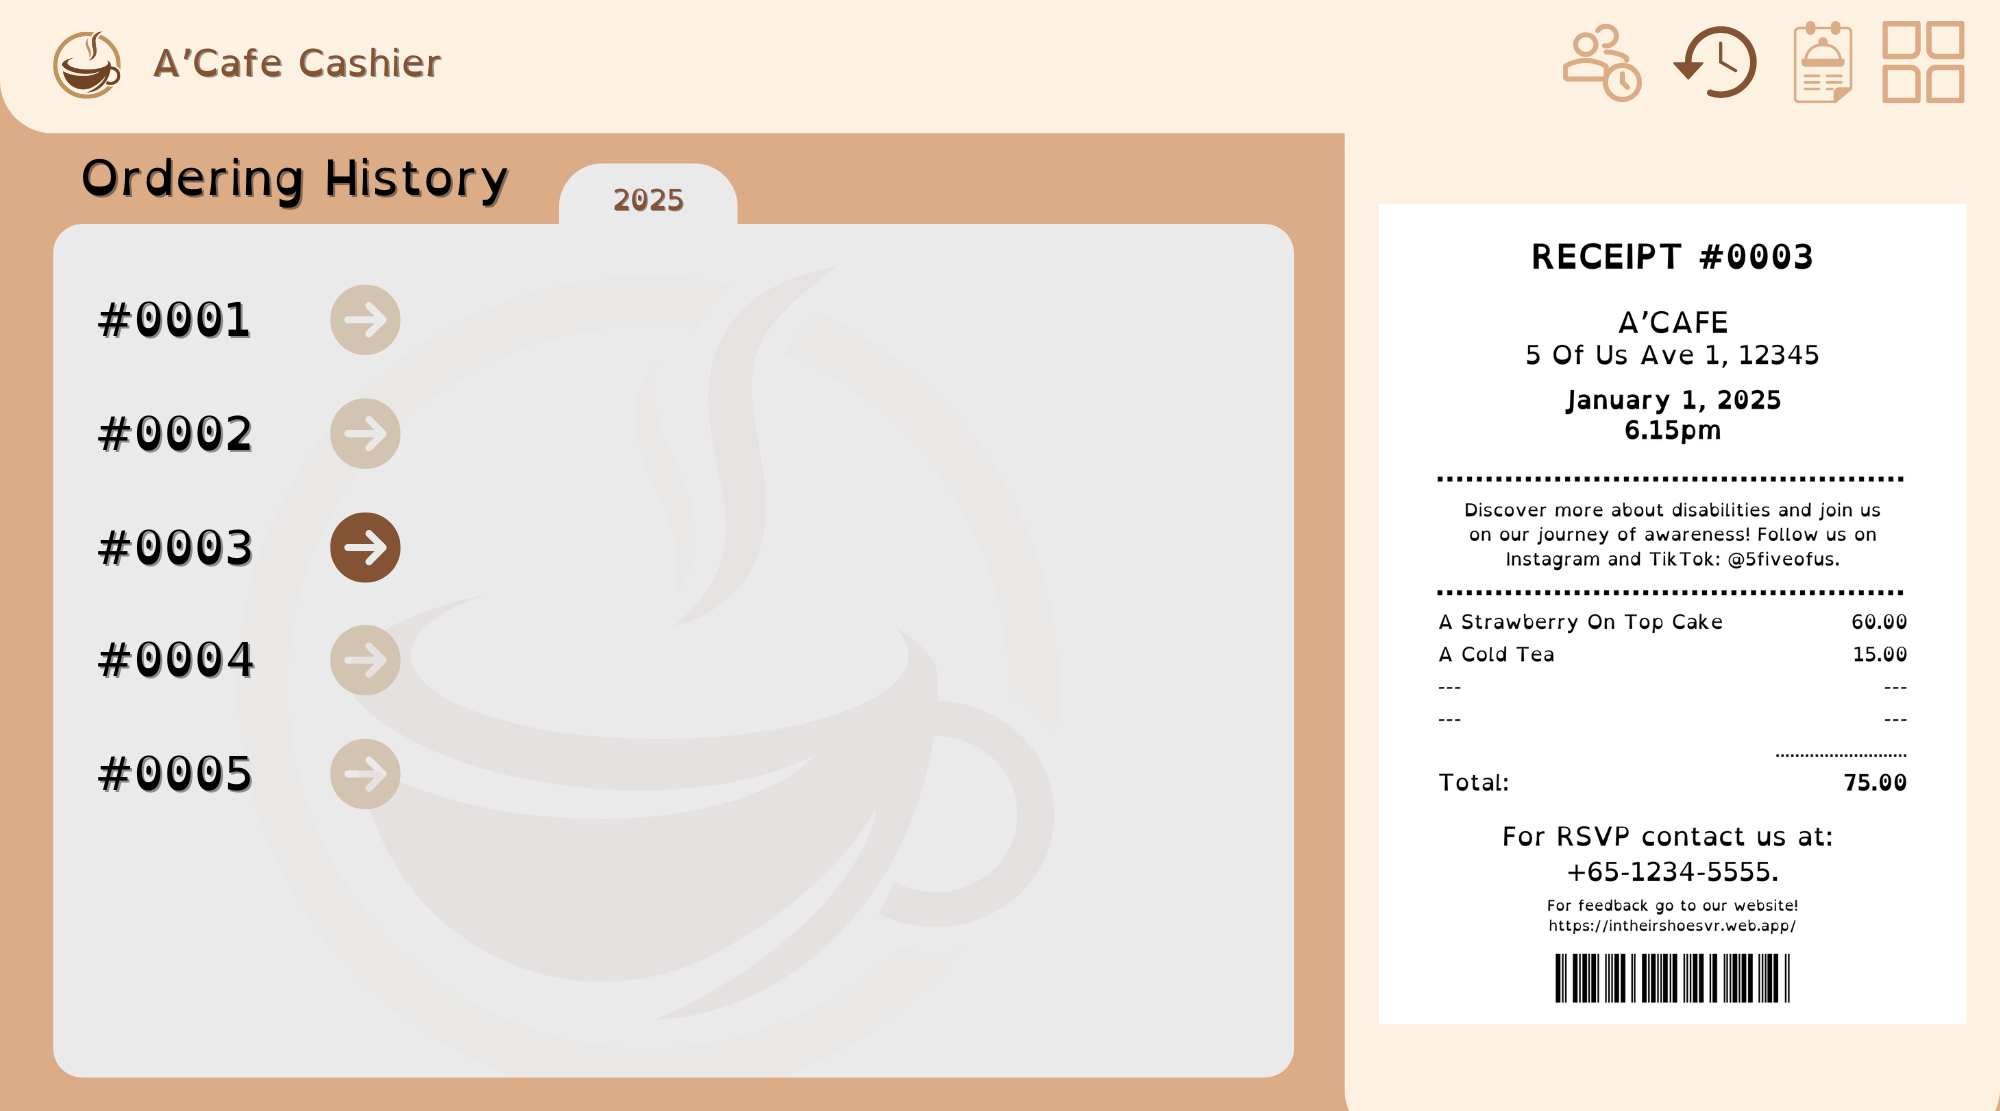 A'Cafe Cashier
Ordering History
2025
#0001
#0002
#0003
#0004
#0005
RECEIPT #0003
A'CAFE
5 Of Us Ave 1, 12345
January 1, 2025
6.15pm
Discover more about disabilities and join us
on our journey of awareness! Follow us on
Instagram and TikTok: @5fiveofus.
A Strawberry On Top Cake 60.00
A Cold Tea 15.00
--- ---
--- ---
Total: 75.00
For RSVP contact us at:
+65-1234-5555.
For feedback go to our website!
https://intheirshoesvr.web.app/